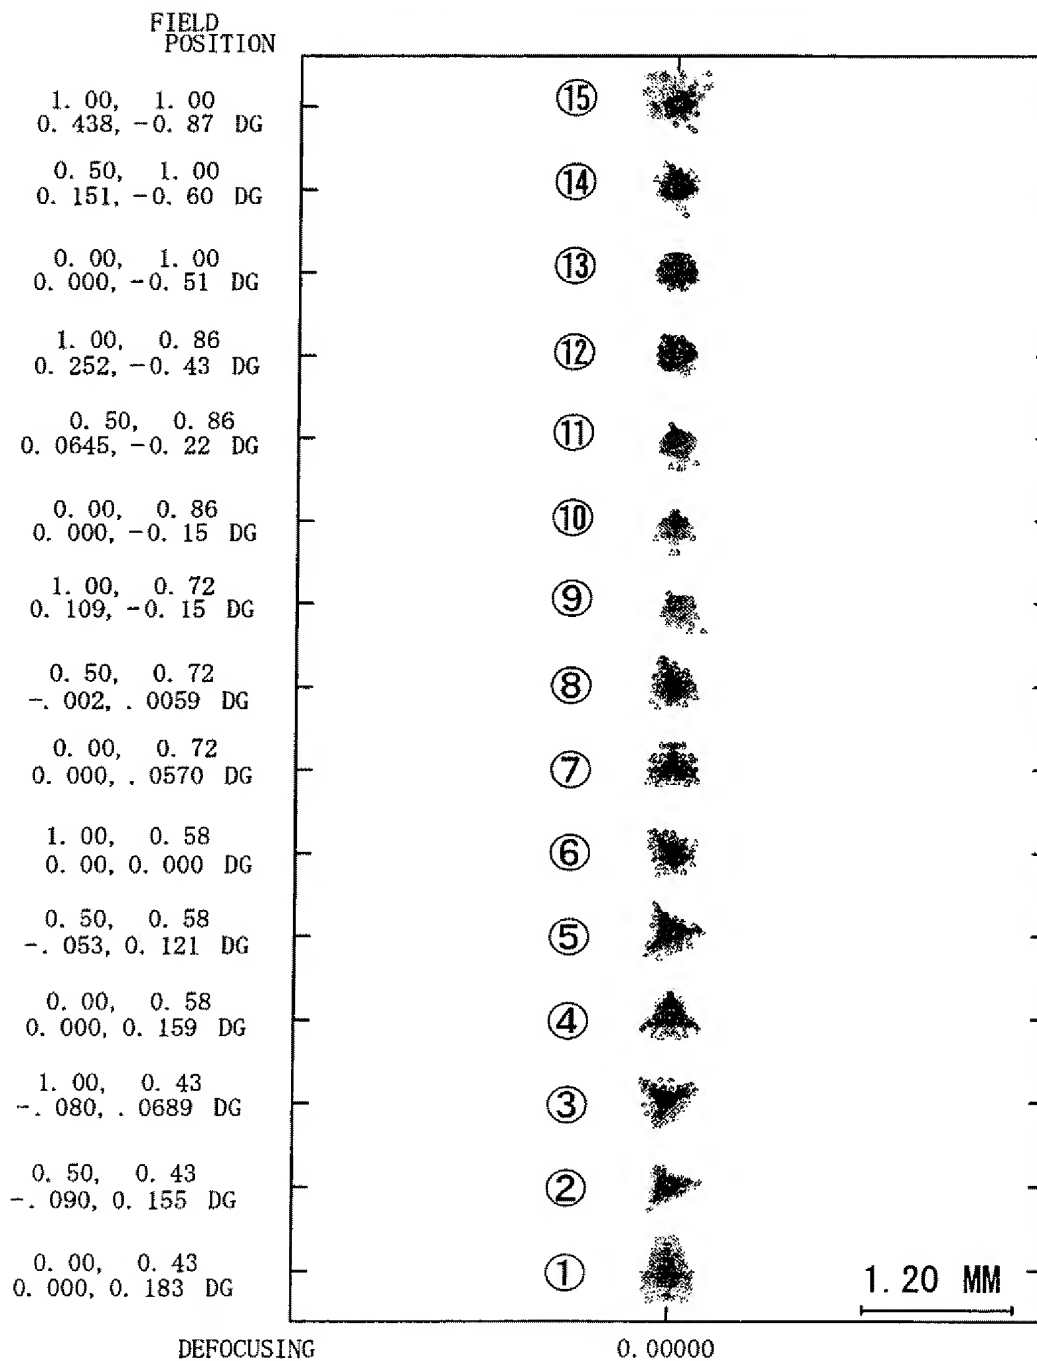 FIELD
POSITION
1. 00, 1. 00
0. 438, -0. 87 DG
⑮
0. 50, 1. 00
0. 151, -0. 60 DG
⑭
0. 00, 1. 00
0. 000, -0. 51 DG
⑬
1. 00, 0. 86
0. 252, -0. 43 DG
⑫
0. 50, 0. 86
0. 0645, -0. 22 DG
⑪
0. 00, 0. 86
0. 000, -0. 15 DG
⑩
1. 00, 0. 72
0. 109, -0. 15 DG
⑨
0. 50, 0. 72
-. 002, . 0059 DG
⑧
0. 00, 0. 72
0. 000, . 0570 DG
⑦
1. 00, 0. 58
0. 00, 0. 000 DG
⑥
0. 50, 0. 58
-. 053, 0. 121 DG
⑤
0. 00, 0. 58
0. 000, 0. 159 DG
④
1. 00, 0. 43
-. 080, . 0689 DG
③
0. 50, 0. 43
-. 090, 0. 155 DG
②
0. 00, 0. 43
0. 000, 0. 183 DG
①
1. 20 MM
DEFOCUSING 0. 00000